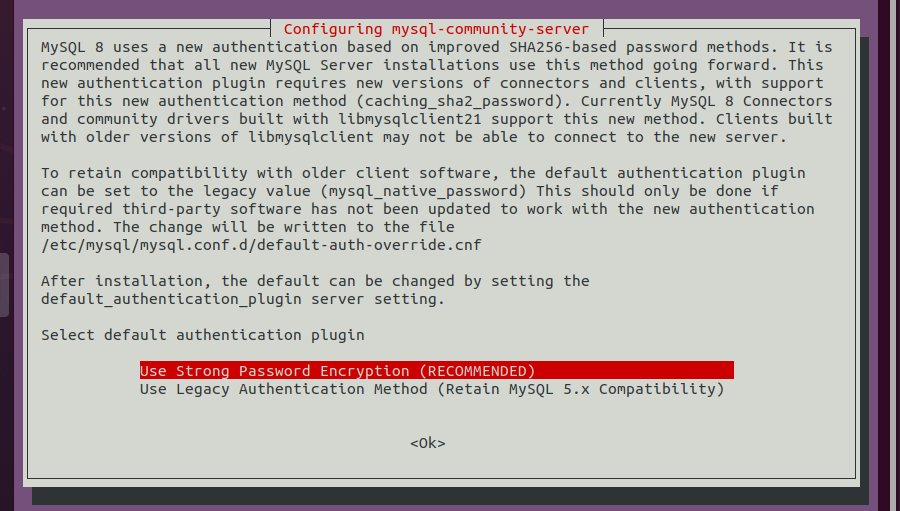 Configuring mysql-community-server
MySQL 8 uses a new authentication based on improved SHA256-based password methods. It is
recommended that all new MySQL Server installations use this method going forward. This
new authentication plugin requires new versions of connectors and clients, with support
for this new authentication method (caching_sha2_password). Currently MySQL 8 Connectors
and community drivers built with libmysqlclient21 support this new method. Clients built
with older versions of libmysqlclient may not be able to connect to the new server.
To retain compatibility with older client software, the default authentication plugin
can be set to the legacy value (mysql_native_password) This should only be done if
required third-party software has not been updated to work with the new authentication
method. The change will be written to the file
/etc/mysql/mysql.conf.d/default-auth-override.cnf
After installation, the default can be changed by setting the
default_authentication_plugin server setting.
Select default authentication plugin
Use Strong Password Encryption (RECOMMENDED)
Use Legacy Authentication Method (Retain MySQL 5.x Compatibility)
<Ok>